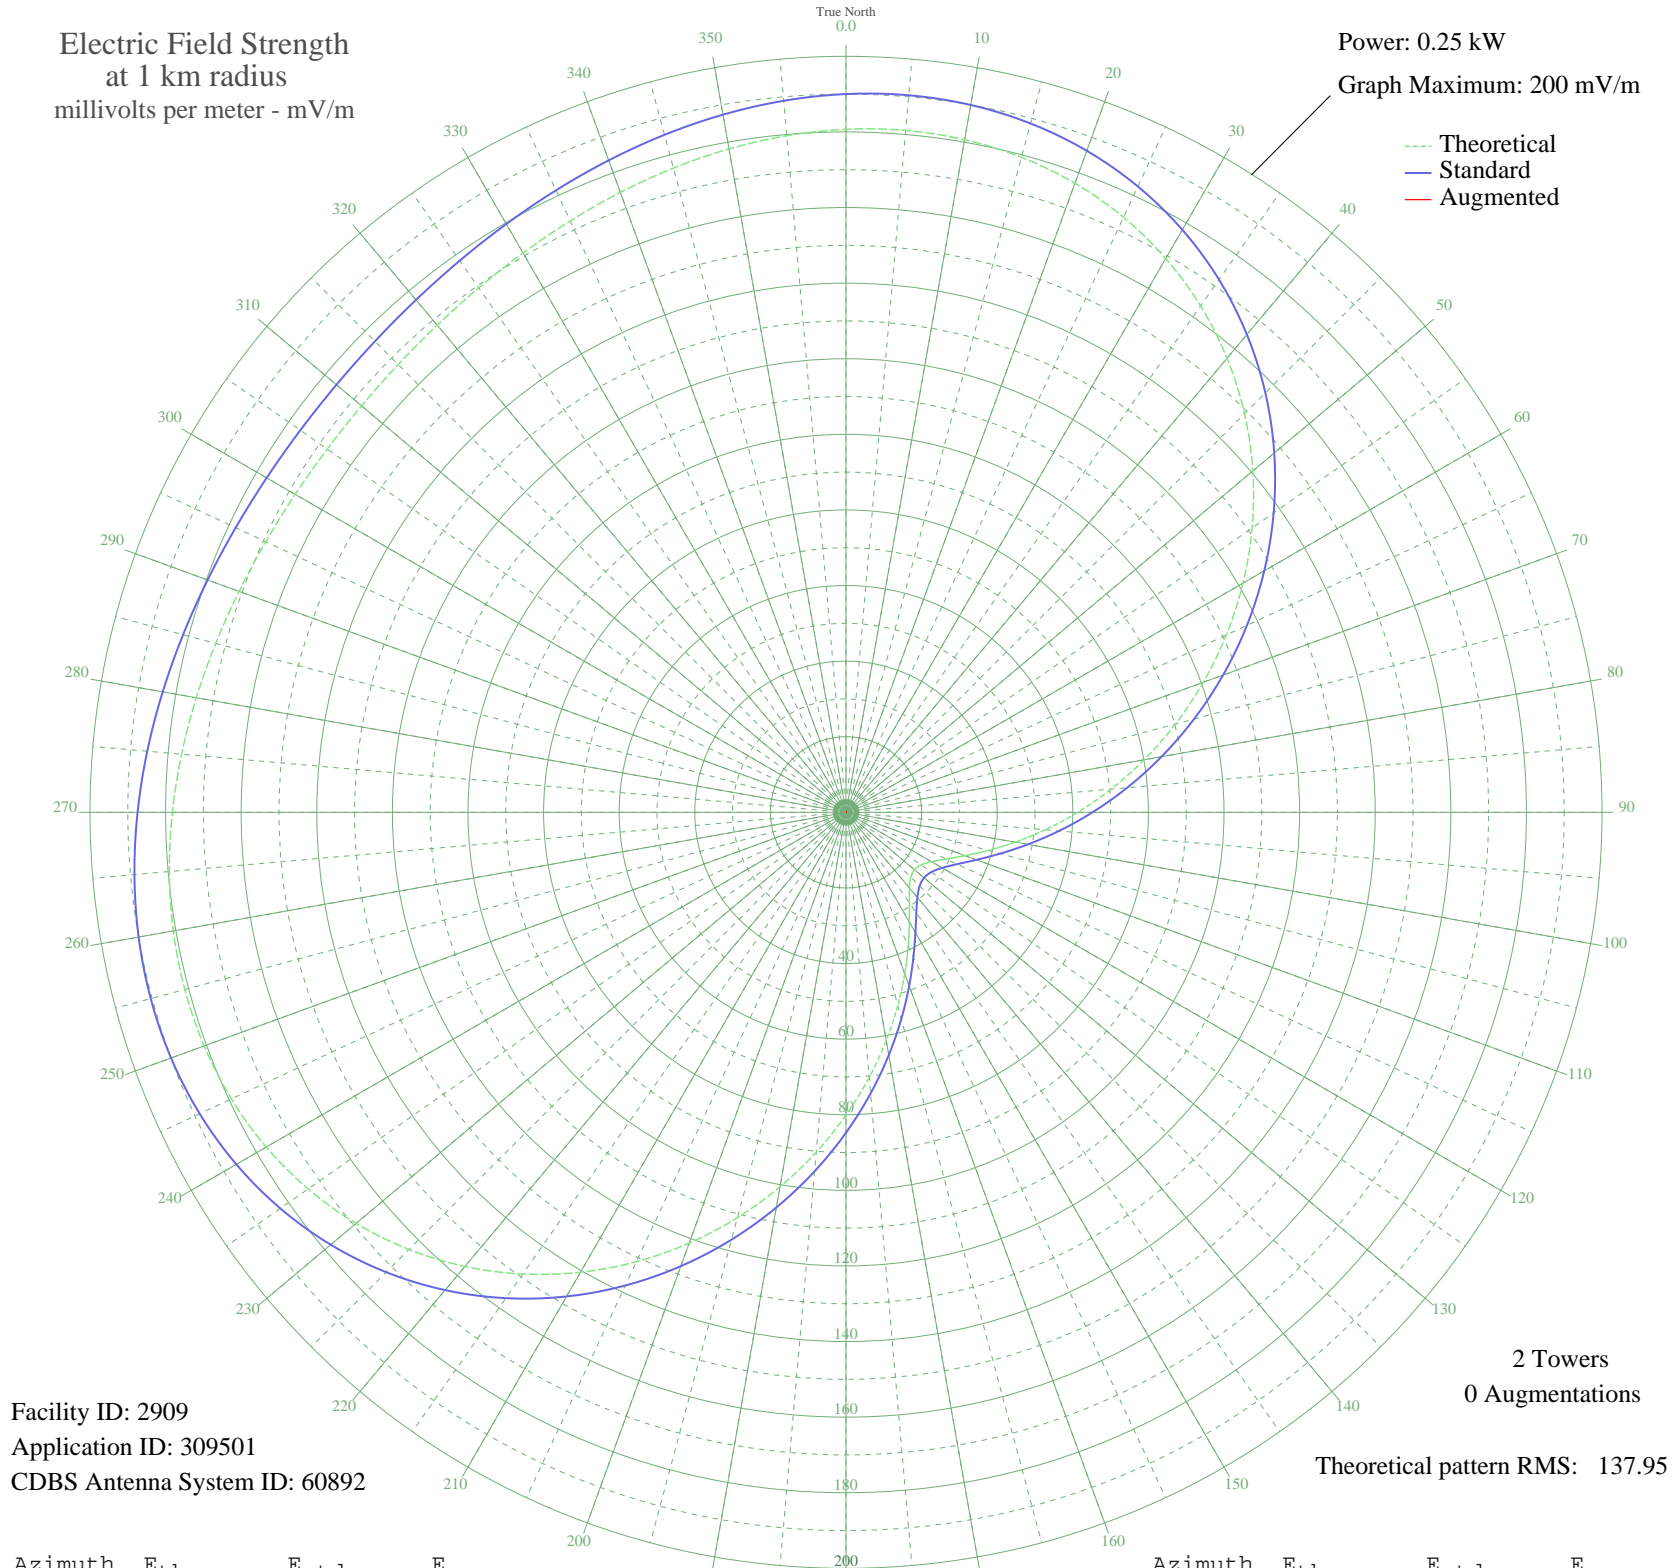 True North
Electric Field Strength
at 1 km radius
millivolts per meter - mV/m
Power: 0.25 kW
Graph Maximum: 200 mV/m
Theoretical
Standard
Augmented
0.0
10
20
30
40
50
60
70
80
90
100
110
120
130
140
150
160
200
210
220
230
240
250
260
270
280
290
300
310
320
330
340
350
40
60
80
100
120
140
160
180
200
2 Towers
0 Augmentations
Theoretical pattern RMS: 137.95
Facility ID: 2909
Application ID: 309501
CDBS Antenna System ID: 60892
Azimuth E E E Azimuth E E E